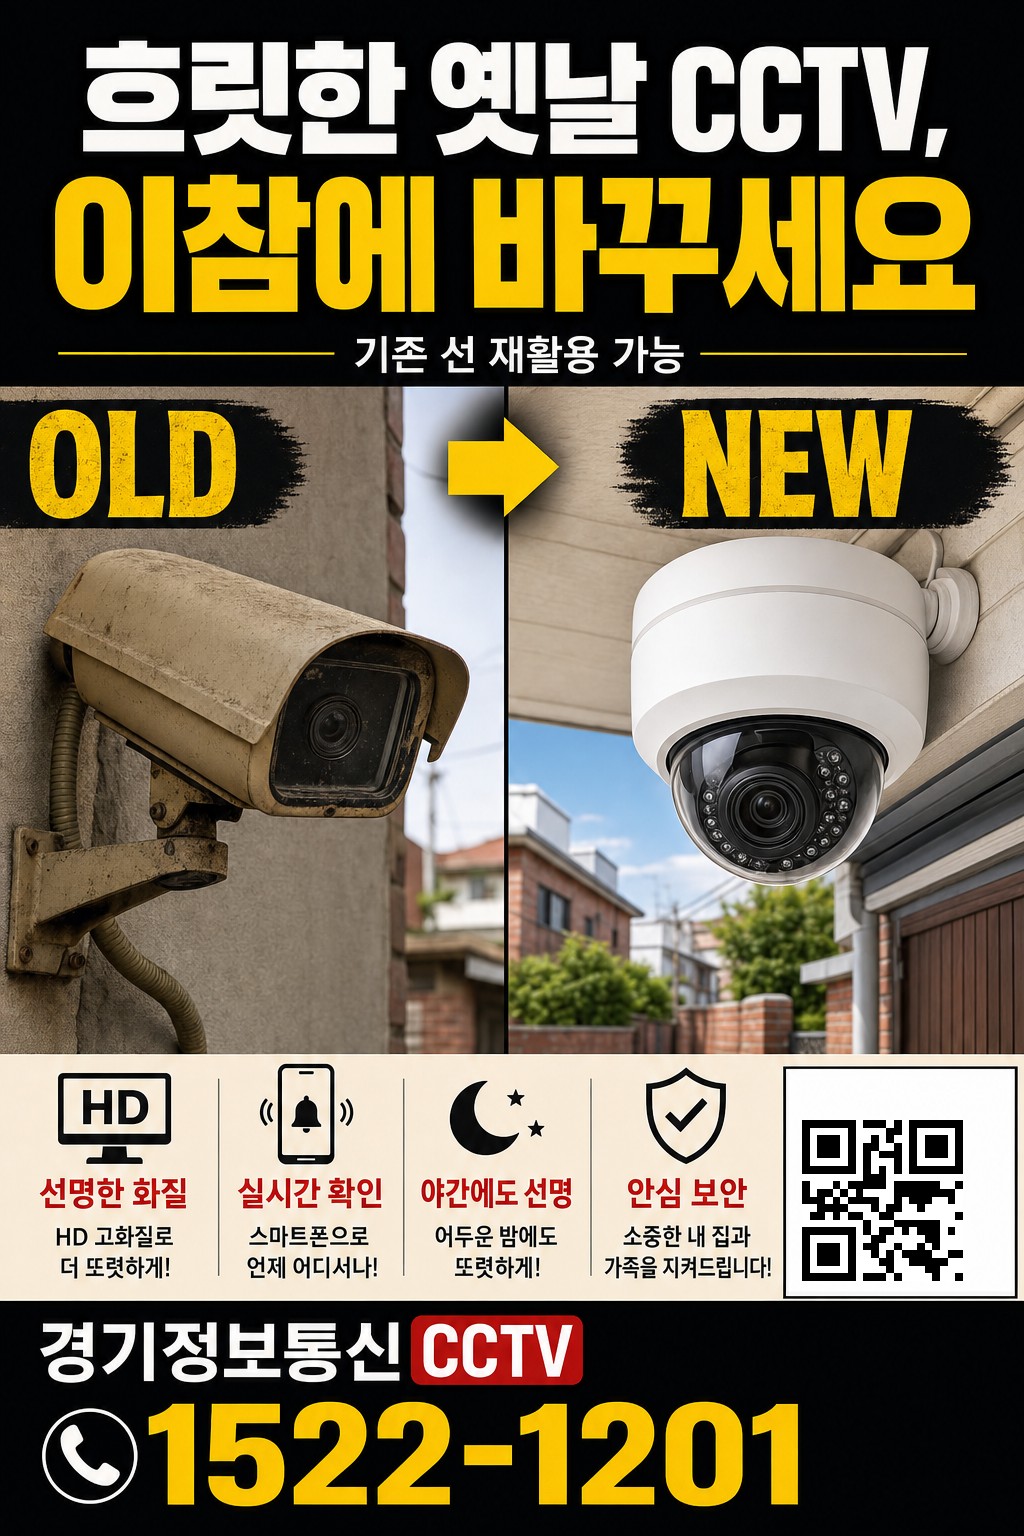 흐릿한 옛날 CCTV,
이참에 바꾸세요
기존 선 재활용 가능
OLD
NEW
HD
선명한 화질
HD 고화질로
더 또렷하게!
실시간 확인
스마트폰으로
언제 어디서나!
야간에도 선명
어두운 밤에도
또렷하게!
안심 보안
소중한 내 집과
가족을 지켜드립니다!
경기정보통신 CCTV
1522-1201